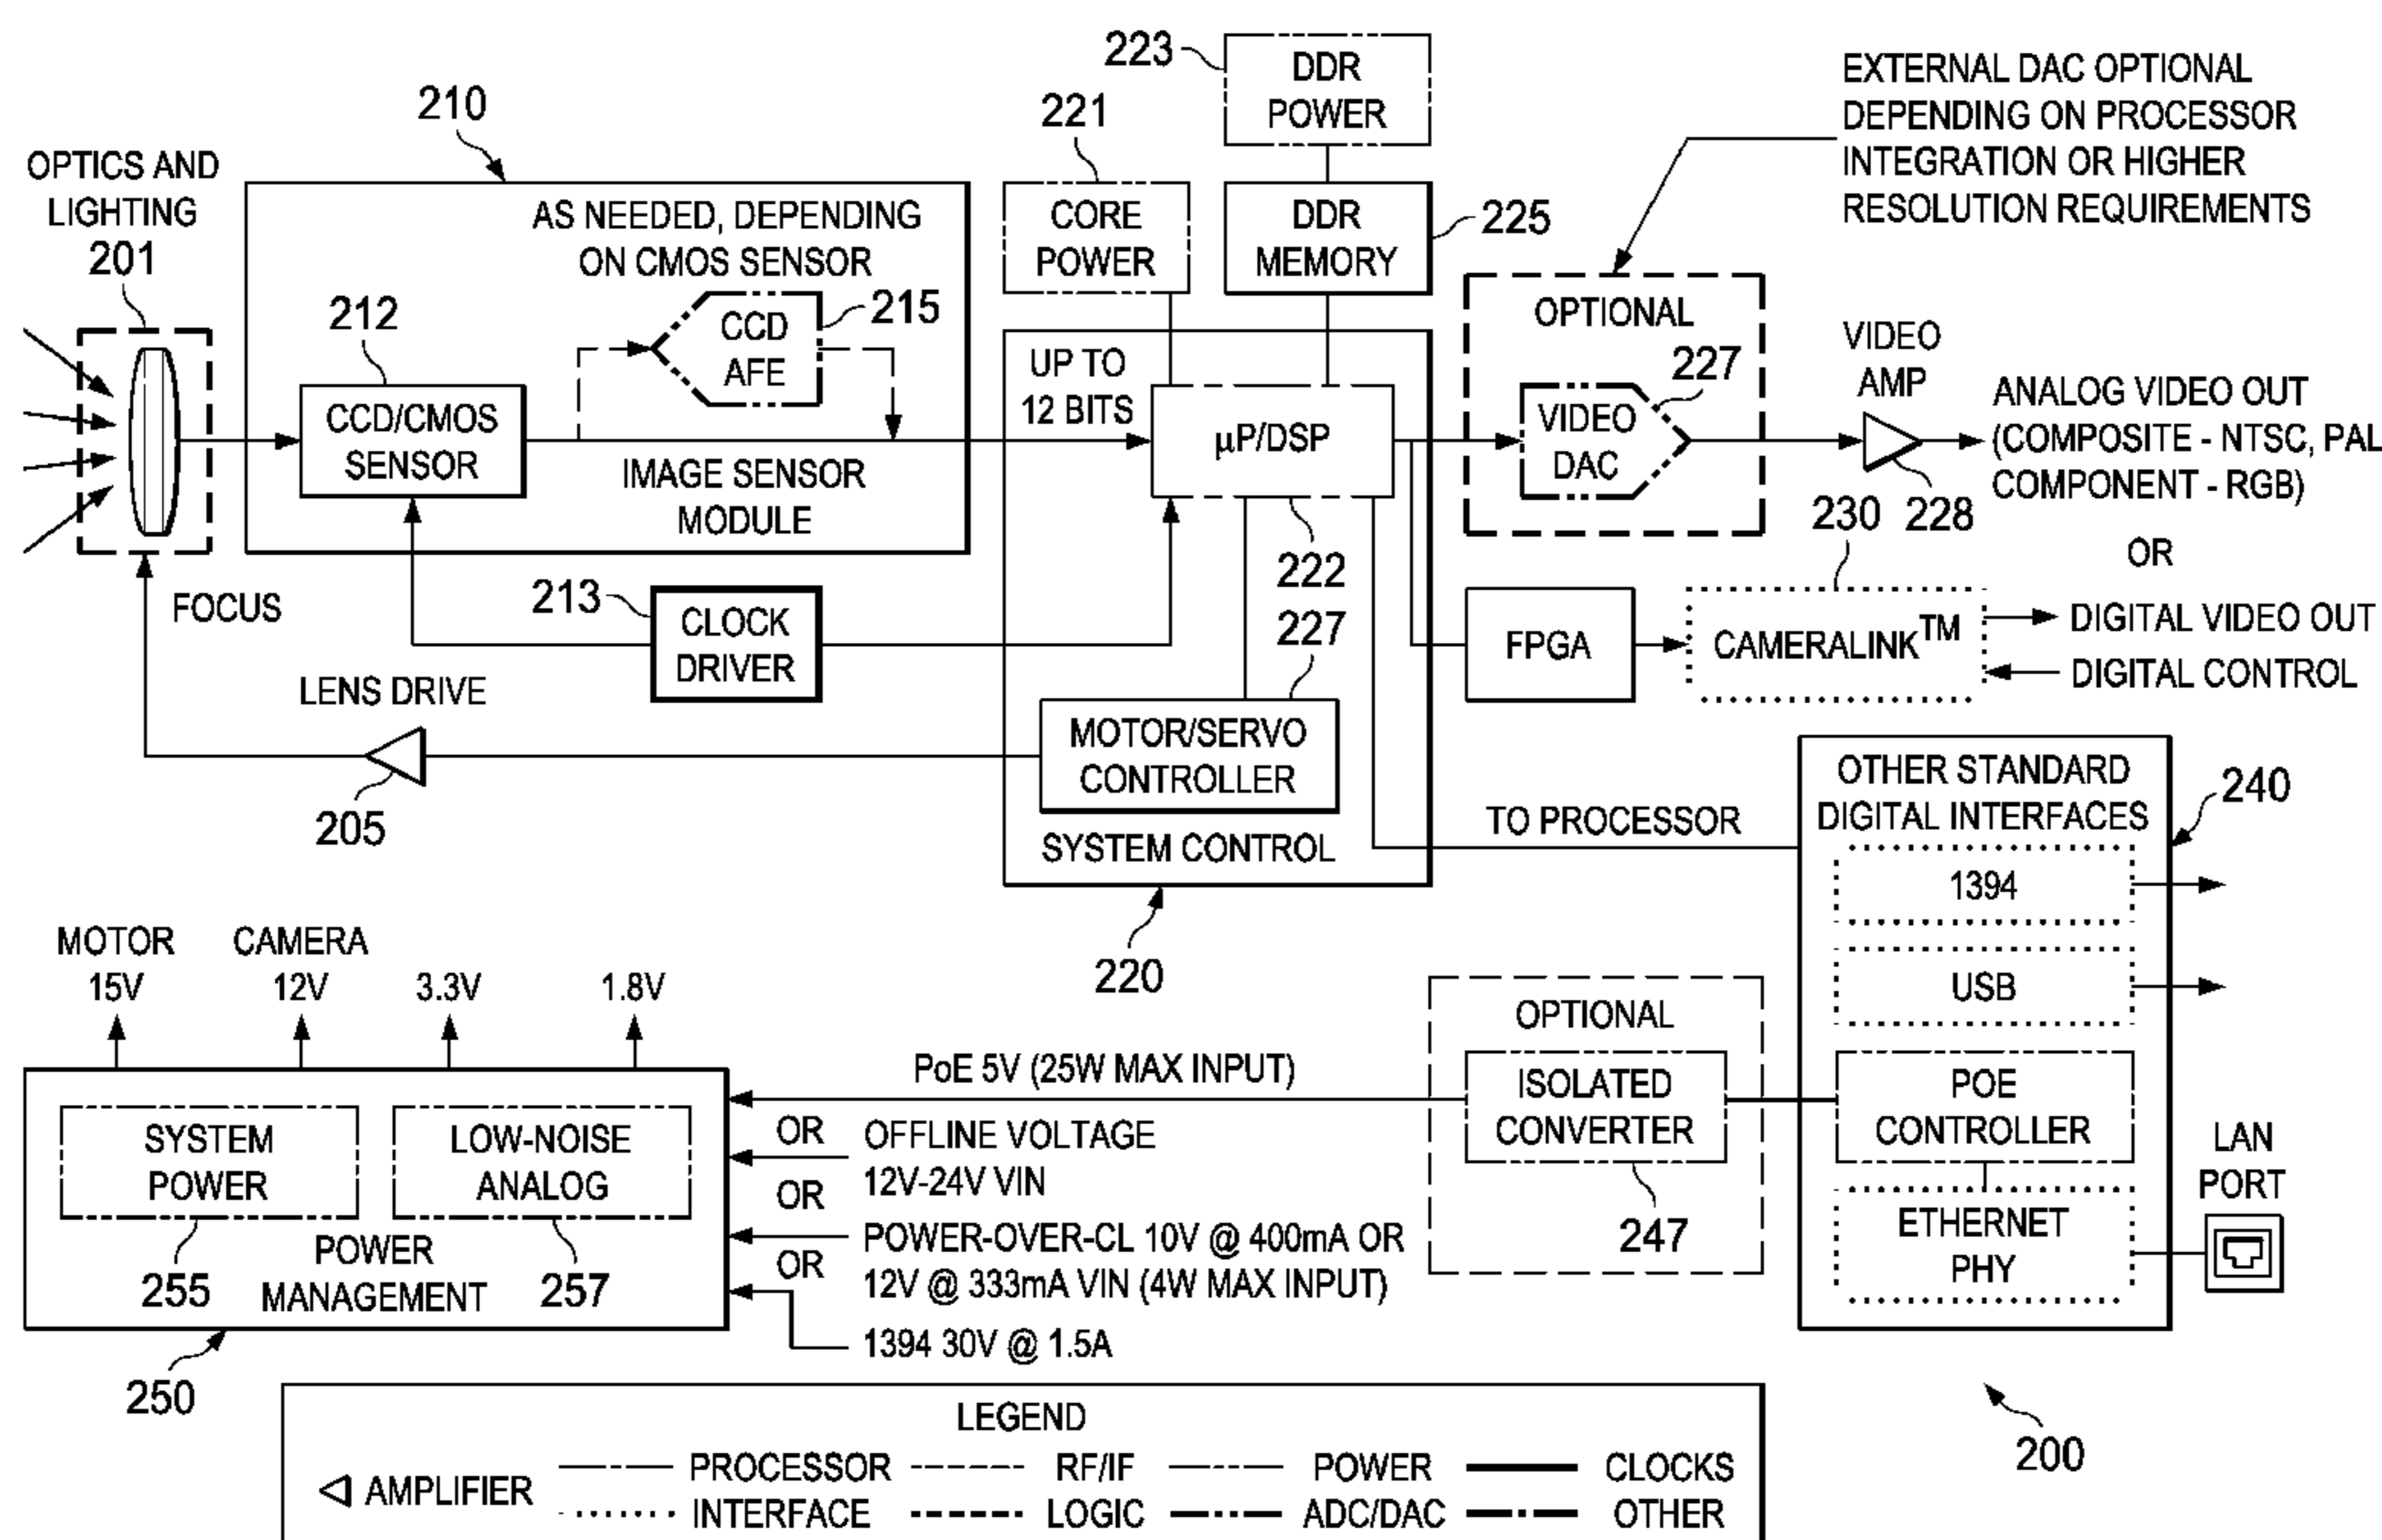 OPTICS AND
LIGHTING
201
210
AS NEEDED, DEPENDING
ON CMOS SENSOR
212
CCD
AFE
215
CCD/CMOS
SENSOR
IMAGE SENSOR
MODULE
FOCUS
213
CLOCK
DRIVER
LENS DRIVE
205
221
CORE
POWER
223
DDR
POWER
DDR
MEMORY
225
UP TO
12 BITS
µP/DSP
222
227
MOTOR/SERVO
CONTROLLER
SYSTEM CONTROL
220
EXTERNAL DAC OPTIONAL
DEPENDING ON PROCESSOR
INTEGRATION OR HIGHER
RESOLUTION REQUIREMENTS
OPTIONAL
227
VIDEO
DAC
VIDEO
AMP
228
ANALOG VIDEO OUT
(COMPOSITE - NTSC, PAL
COMPONENT - RGB)
OR
230
FPGA
CAMERALINK™
DIGITAL VIDEO OUT
DIGITAL CONTROL
TO PROCESSOR
OTHER STANDARD
DIGITAL INTERFACES
240
1394
USB
POE
CONTROLLER
ETHERNET
PHY
LAN
PORT
OPTIONAL
ISOLATED
CONVERTER
247
MOTOR
15V
CAMERA
12V
3.3V
1.8V
SYSTEM
POWER
255
LOW-NOISE
ANALOG
257
POWER
MANAGEMENT
250
PoE 5V (25W MAX INPUT)
OR
OFFLINE VOLTAGE
12V-24V VIN
OR
POWER-OVER-CL 10V @ 400mA OR
12V @ 333mA VIN (4W MAX INPUT)
OR
1394 30V @ 1.5A
200
LEGEND
AMPLIFIER
PROCESSOR
RF/IF
POWER
CLOCKS
INTERFACE
LOGIC
ADC/DAC
OTHER